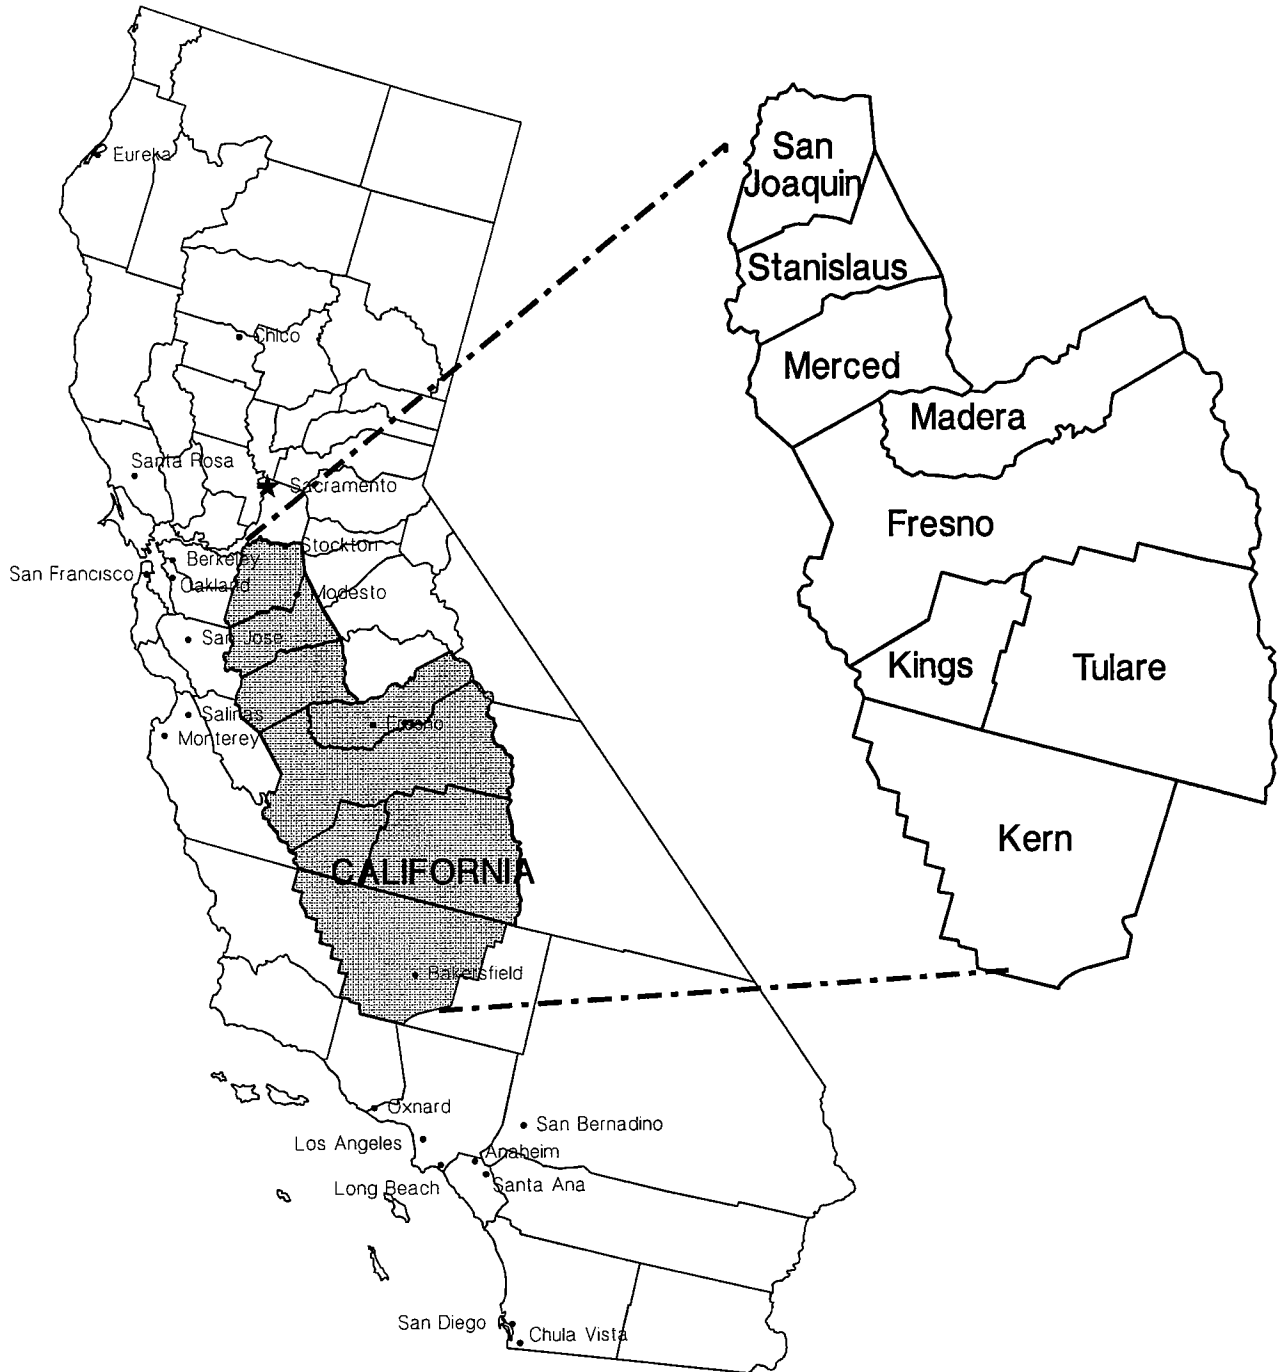 Eureka
Chico
Santa Rosa
Sacramento
Stockton
Berkeley
San Francisco
Oakland
Modesto
San Jose
Salinas
Monterey
Fresno
CALIFORNIA
Bakersfield
Oxnard
San Bernadino
Los Angeles
Anaheim
Long Beach
Santa Ana
San Diego
Chula Vista
San
Joaquin
Stanislaus
Merced
Madera
Fresno
Kings
Tulare
Kern